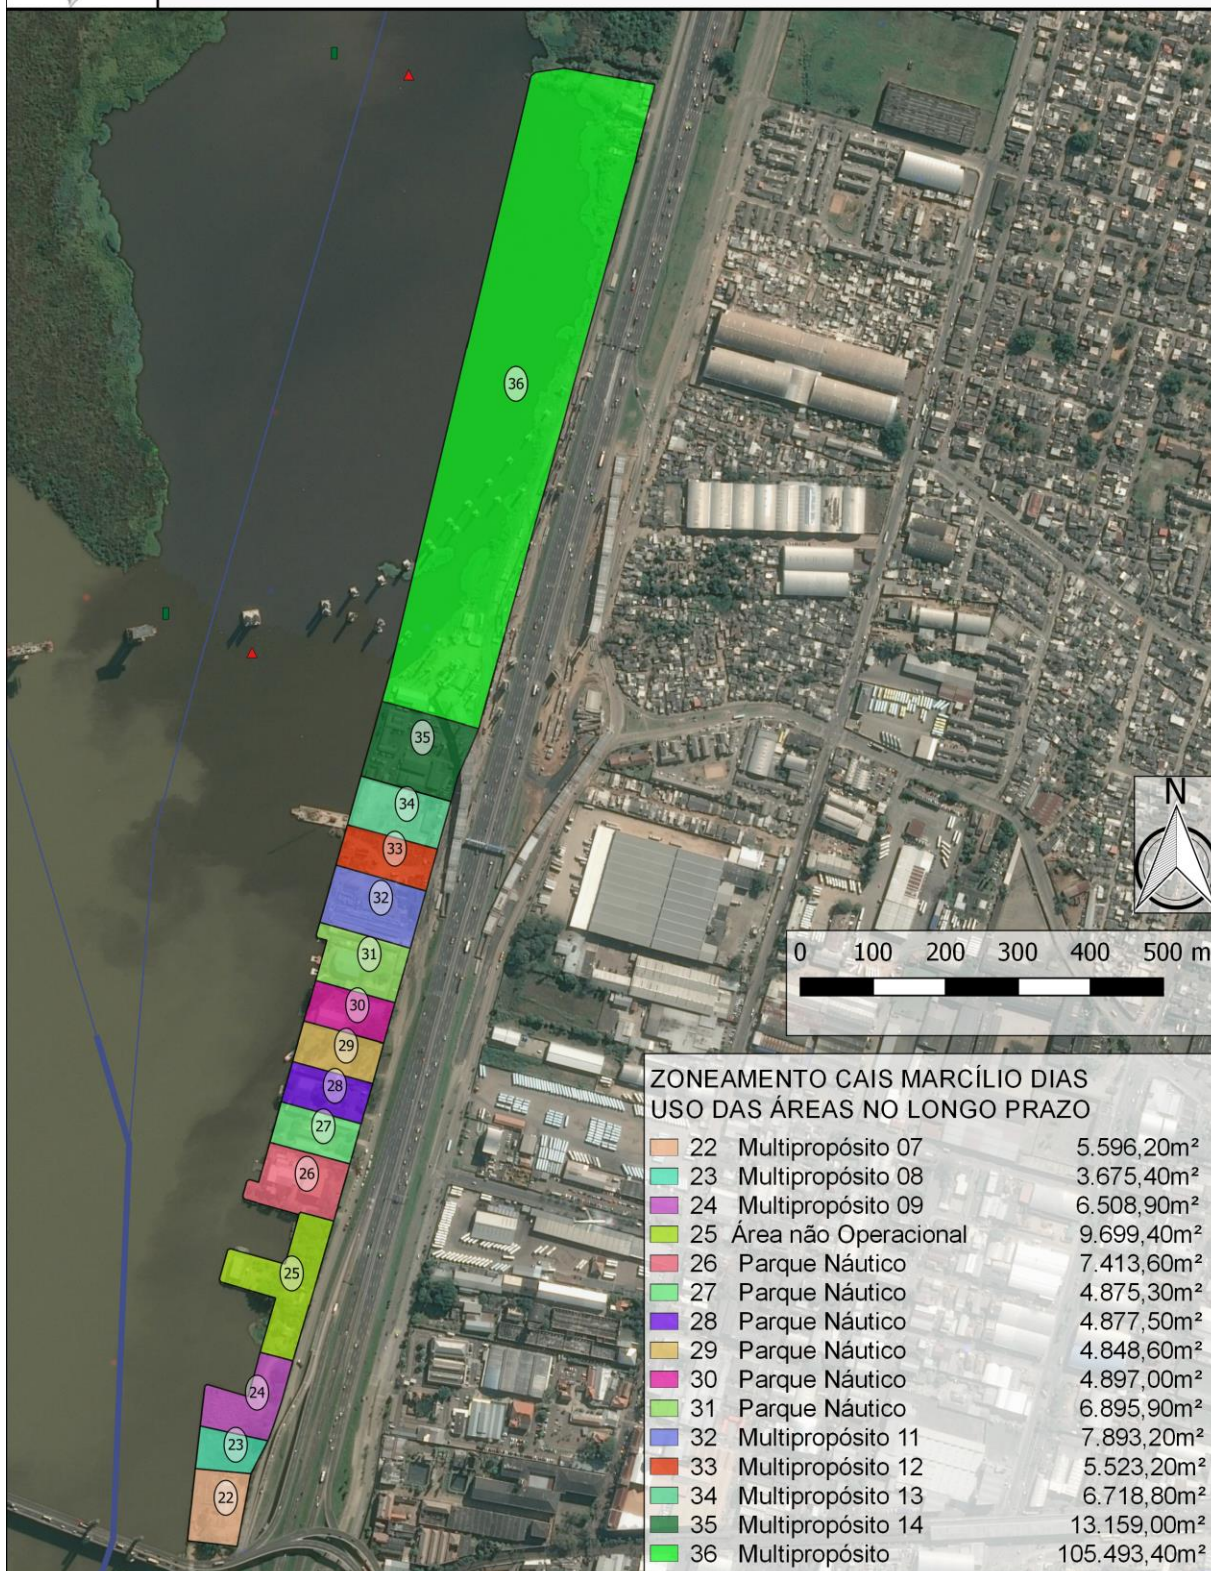 36
35
34
33
32
31
30
29
28
27
26
25
24
23
22
N
0 100 200 300 400 500 m
ZONEAMENTO CAIS MARCÍLIO DIAS
USO DAS ÁREAS NO LONGO PRAZO
22 Multipropósito 07 5.596,20m²
23 Multipropósito 08 3.675,40m²
24 Multipropósito 09 6.508,90m²
25 Área não Operacional 9.699,40m²
26 Parque Náutico 7.413,60m²
27 Parque Náutico 4.875,30m²
28 Parque Náutico 4.877,50m²
29 Parque Náutico 4.848,60m²
30 Parque Náutico 4.897,00m²
31 Parque Náutico 6.895,90m²
32 Multipropósito 11 7.893,20m²
33 Multipropósito 12 5.523,20m²
34 Multipropósito 13 6.718,80m²
35 Multipropósito 14 13.159,00m²
36 Multipropósito 105.493,40m²